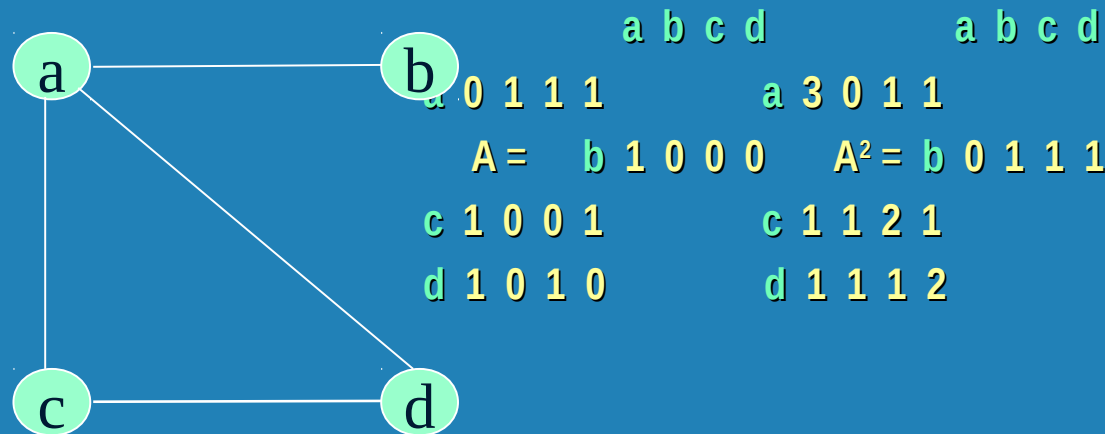 a b c d a b c d
a b
a 0 1 1 1 a 3 0 1 1
A = b 1 0 0 0 A² = b 0 1 1 1
c 1 0 0 1 c 1 1 2 1
d 1 0 1 0 d 1 1 1 2
c d